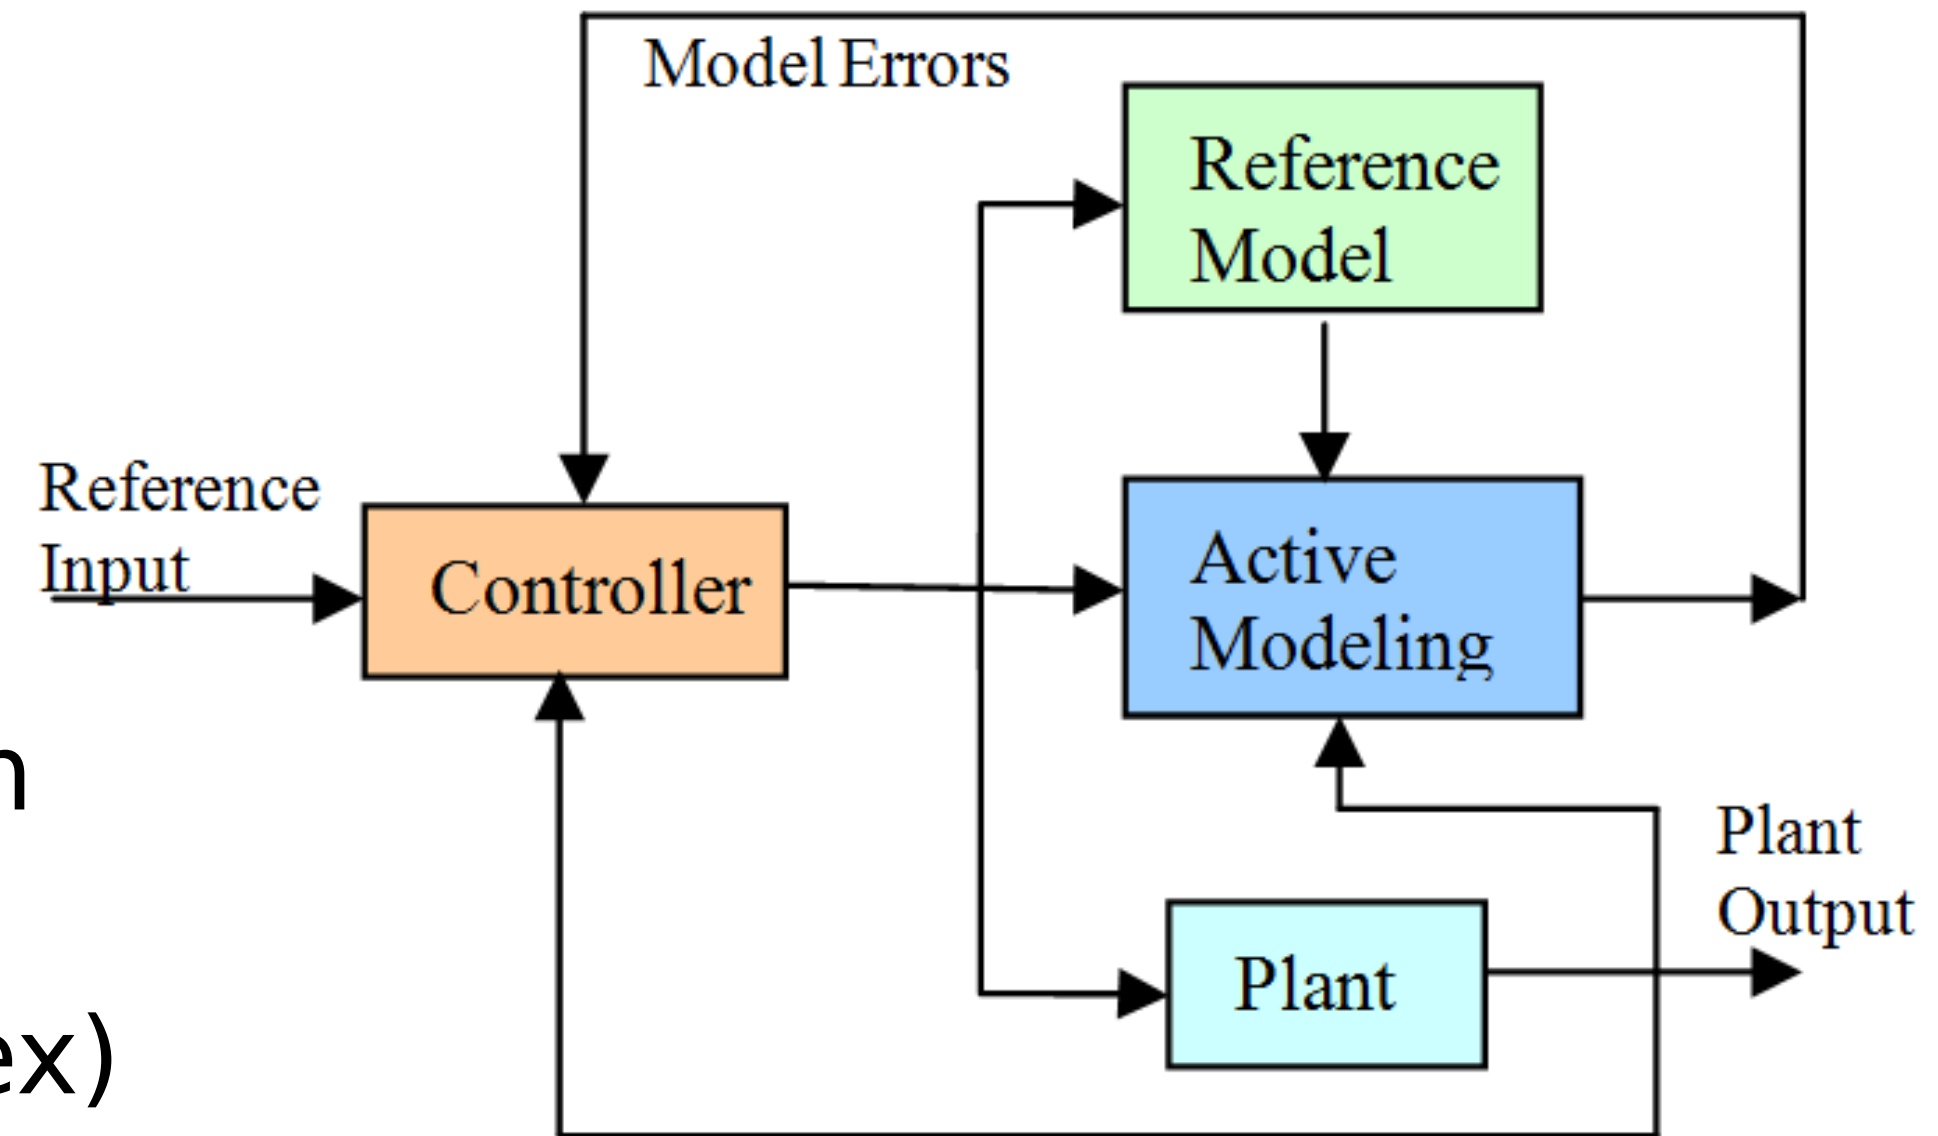 Model Errors
Reference
Model
Reference
Input
Controller
Active
Modeling
n
Plant
Output
Plant
ex)